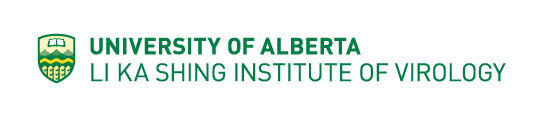 UNIVERSITY OF ALBERTA
LI KA SHING INSTITUTE OF VIROLOGY